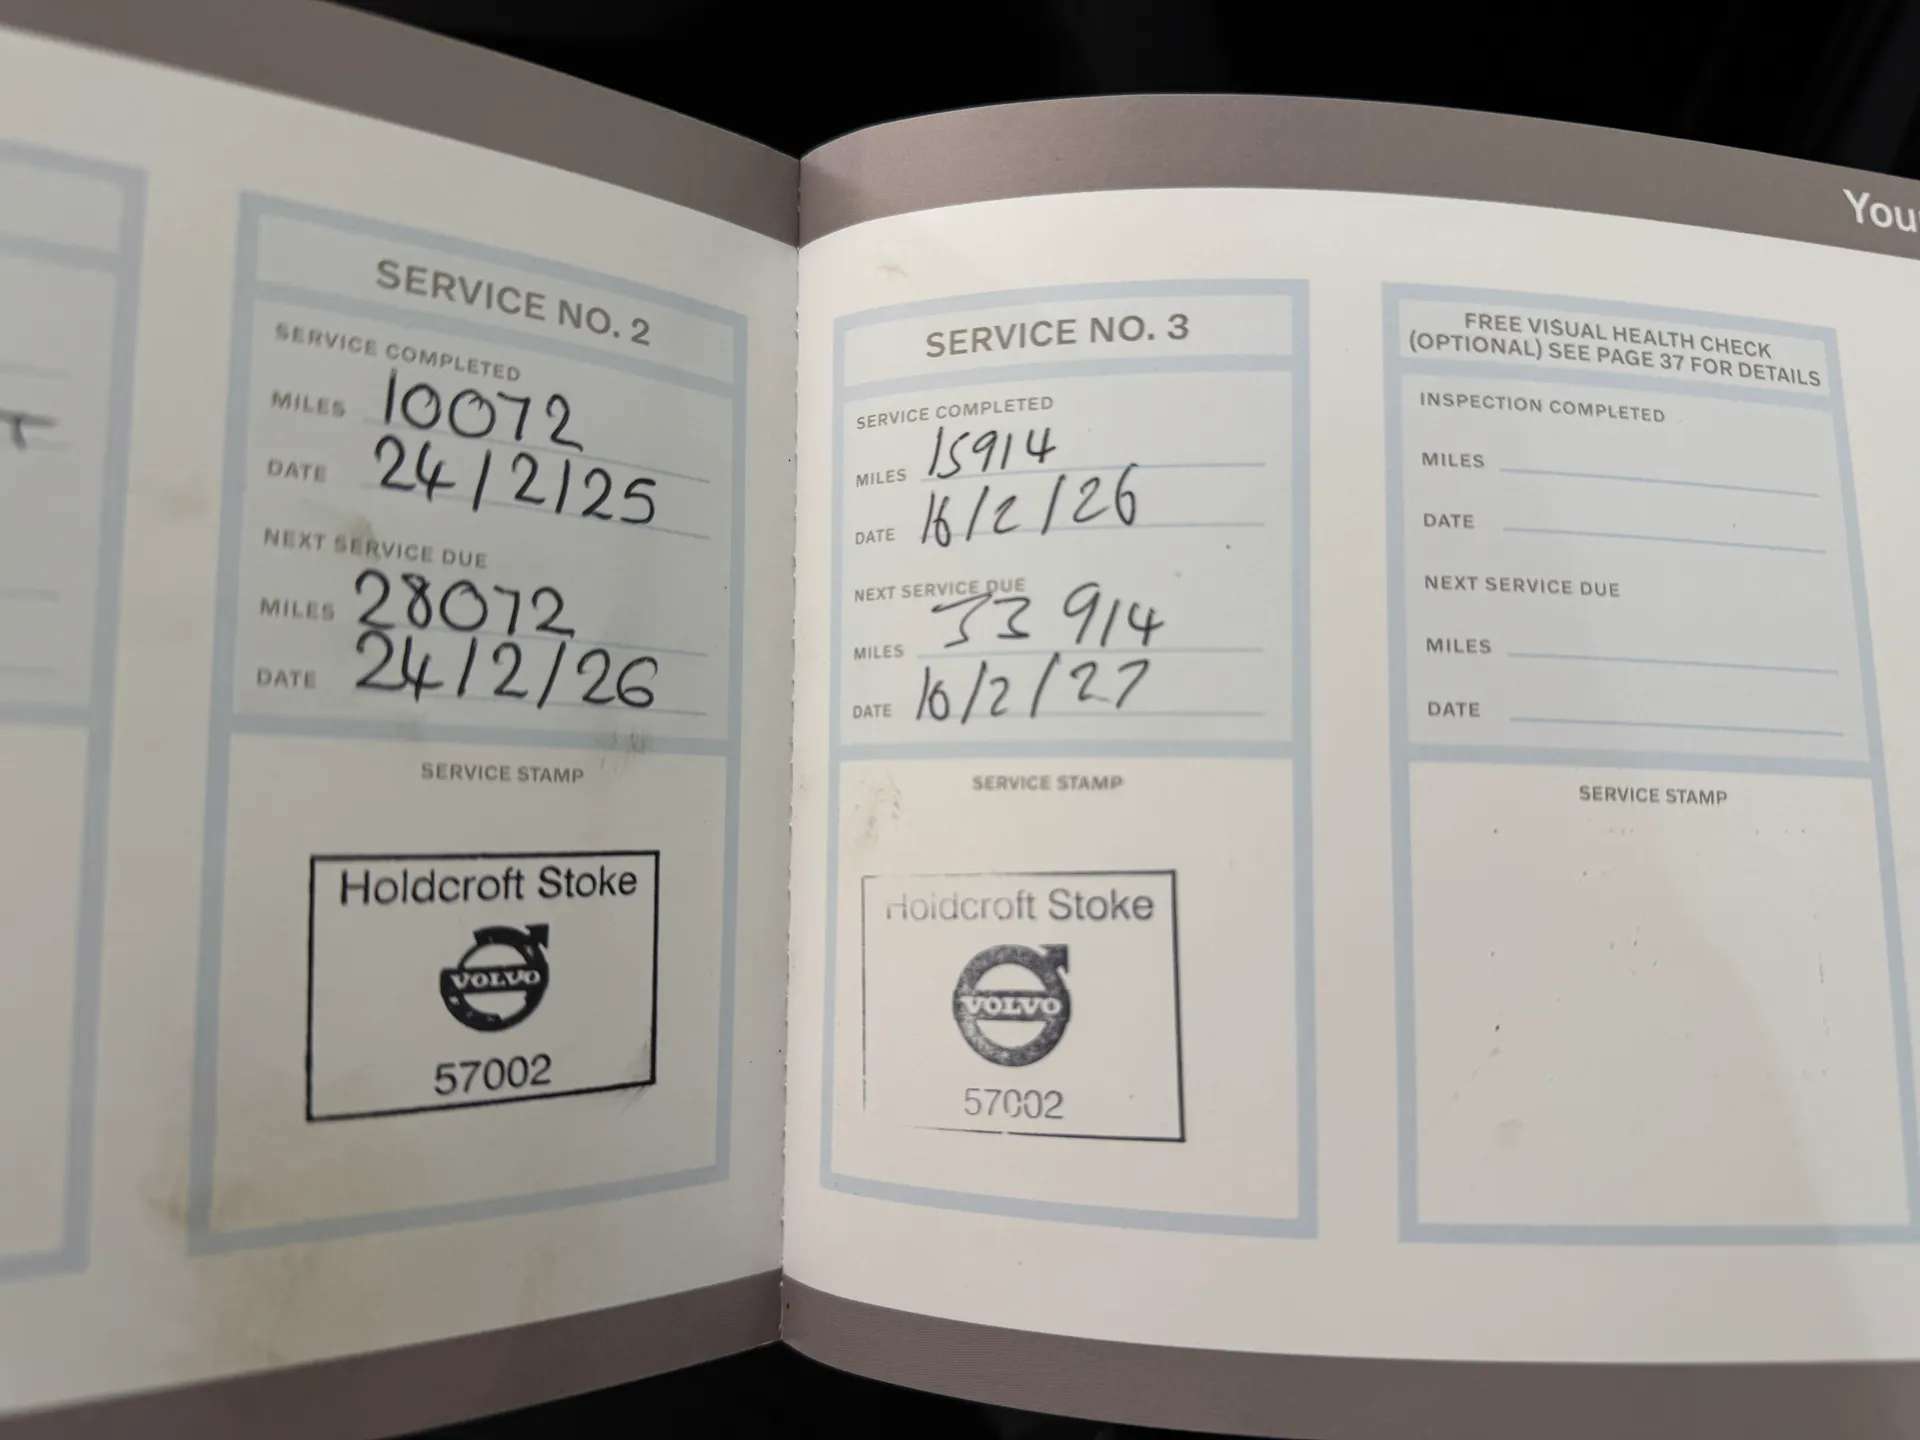 SERVICE NO. 2
SERVICE COMPLETED
MILES 10072
DATE 24/2/25
NEXT SERVICE DUE
MILES 28072
DATE 24/2/26
SERVICE STAMP
Holdcroft Stoke
VOLVO
57002
You
SERVICE NO. 3
SERVICE COMPLETED
MILES 15914
DATE 16/2/26
NEXT SERVICE DUE
MILES 33914
DATE 16/2/27
SERVICE STAMP
Holdcroft Stoke
VOLVO
57002
FREE VISUAL HEALTH CHECK
(OPTIONAL) SEE PAGE 37 FOR DETAILS
INSPECTION COMPLETED
MILES
DATE
NEXT SERVICE DUE
MILES
DATE
SERVICE STAMP